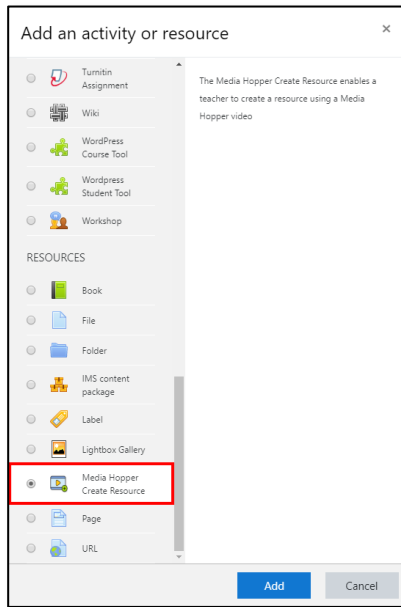 Add an activity or
resource
×
Turnitin
Assignment
Wiki
WordPress
Course Tool
Wordpress
Student Tool
Workshop
RESOURCES
Book
File
Folder
IMS content
package
Label
Lightbox Gallery
Media Hopper
Create Resource
Page
URL
The Media Hopper Create Resource enables a
teacher to create a resource using a Media
Hopper video
Add
Cancel